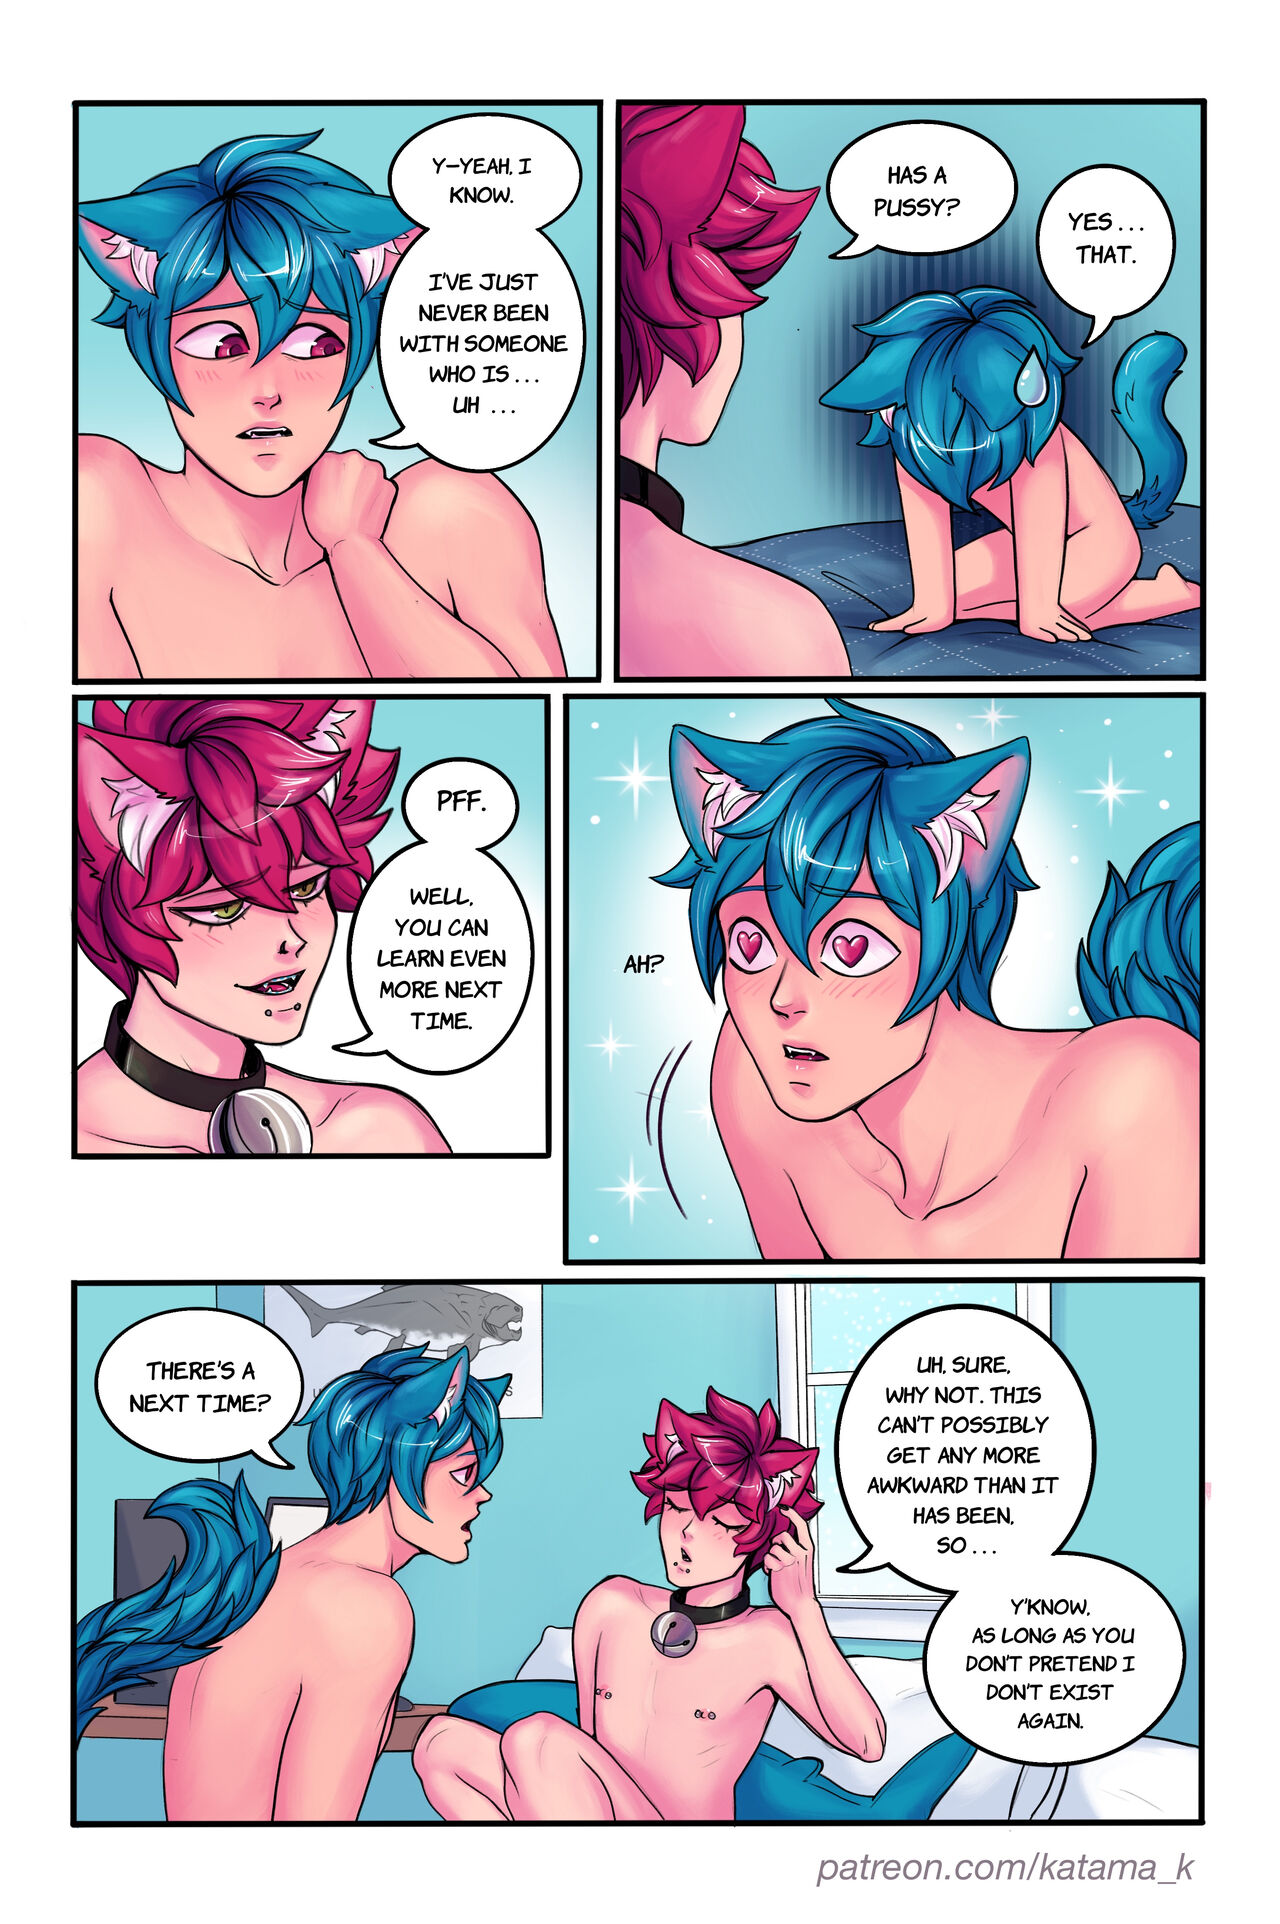 Y-YEAH, I
KNOW.
I'VE JUST
NEVER BEEN
WITH SOMEONE
WHO IS ...
UH ...
HAS A
PUSSY?
YES ...
THAT.
PFF.
WELL,
YOU CAN
LEARN EVEN
MORE NEXT
TIME.
AH?
THERE'S A
NEXT TIME?
UH, SURE,
WHY NOT. THIS
CAN'T POSSIBLY
GET ANY MORE
AWKWARD THAN IT
HAS BEEN,
SO ...
Y'KNOW,
AS LONG AS YOU
DON'T PRETEND I
DON'T EXIST
AGAIN.
patreon.com/katama_k